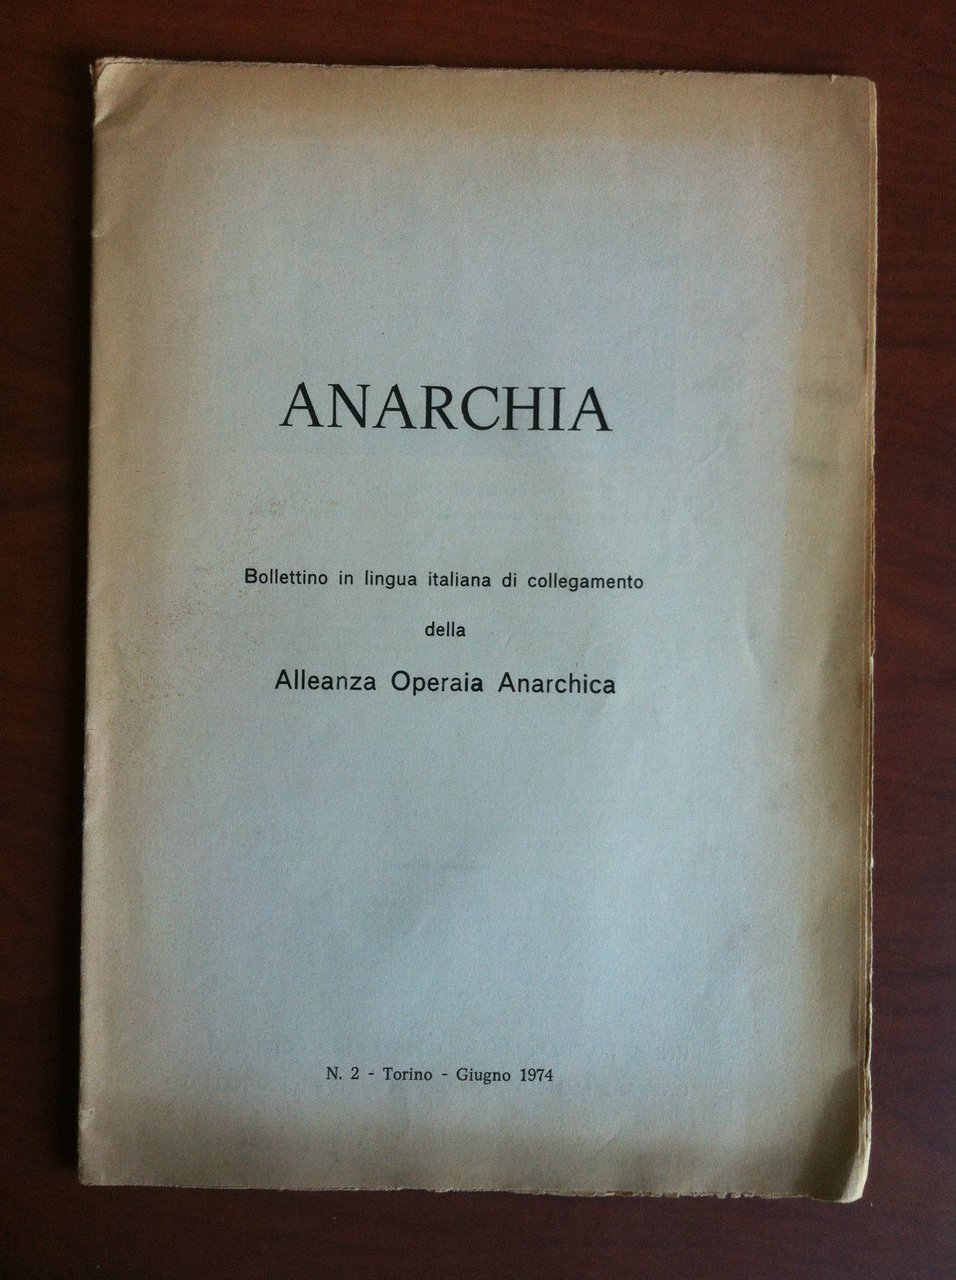 ANARCHIA
Bollettino in lingua italiana di collegamento
della
Alleanza Operaia Anarchica
N. 2 - Torino - Giugno 1974